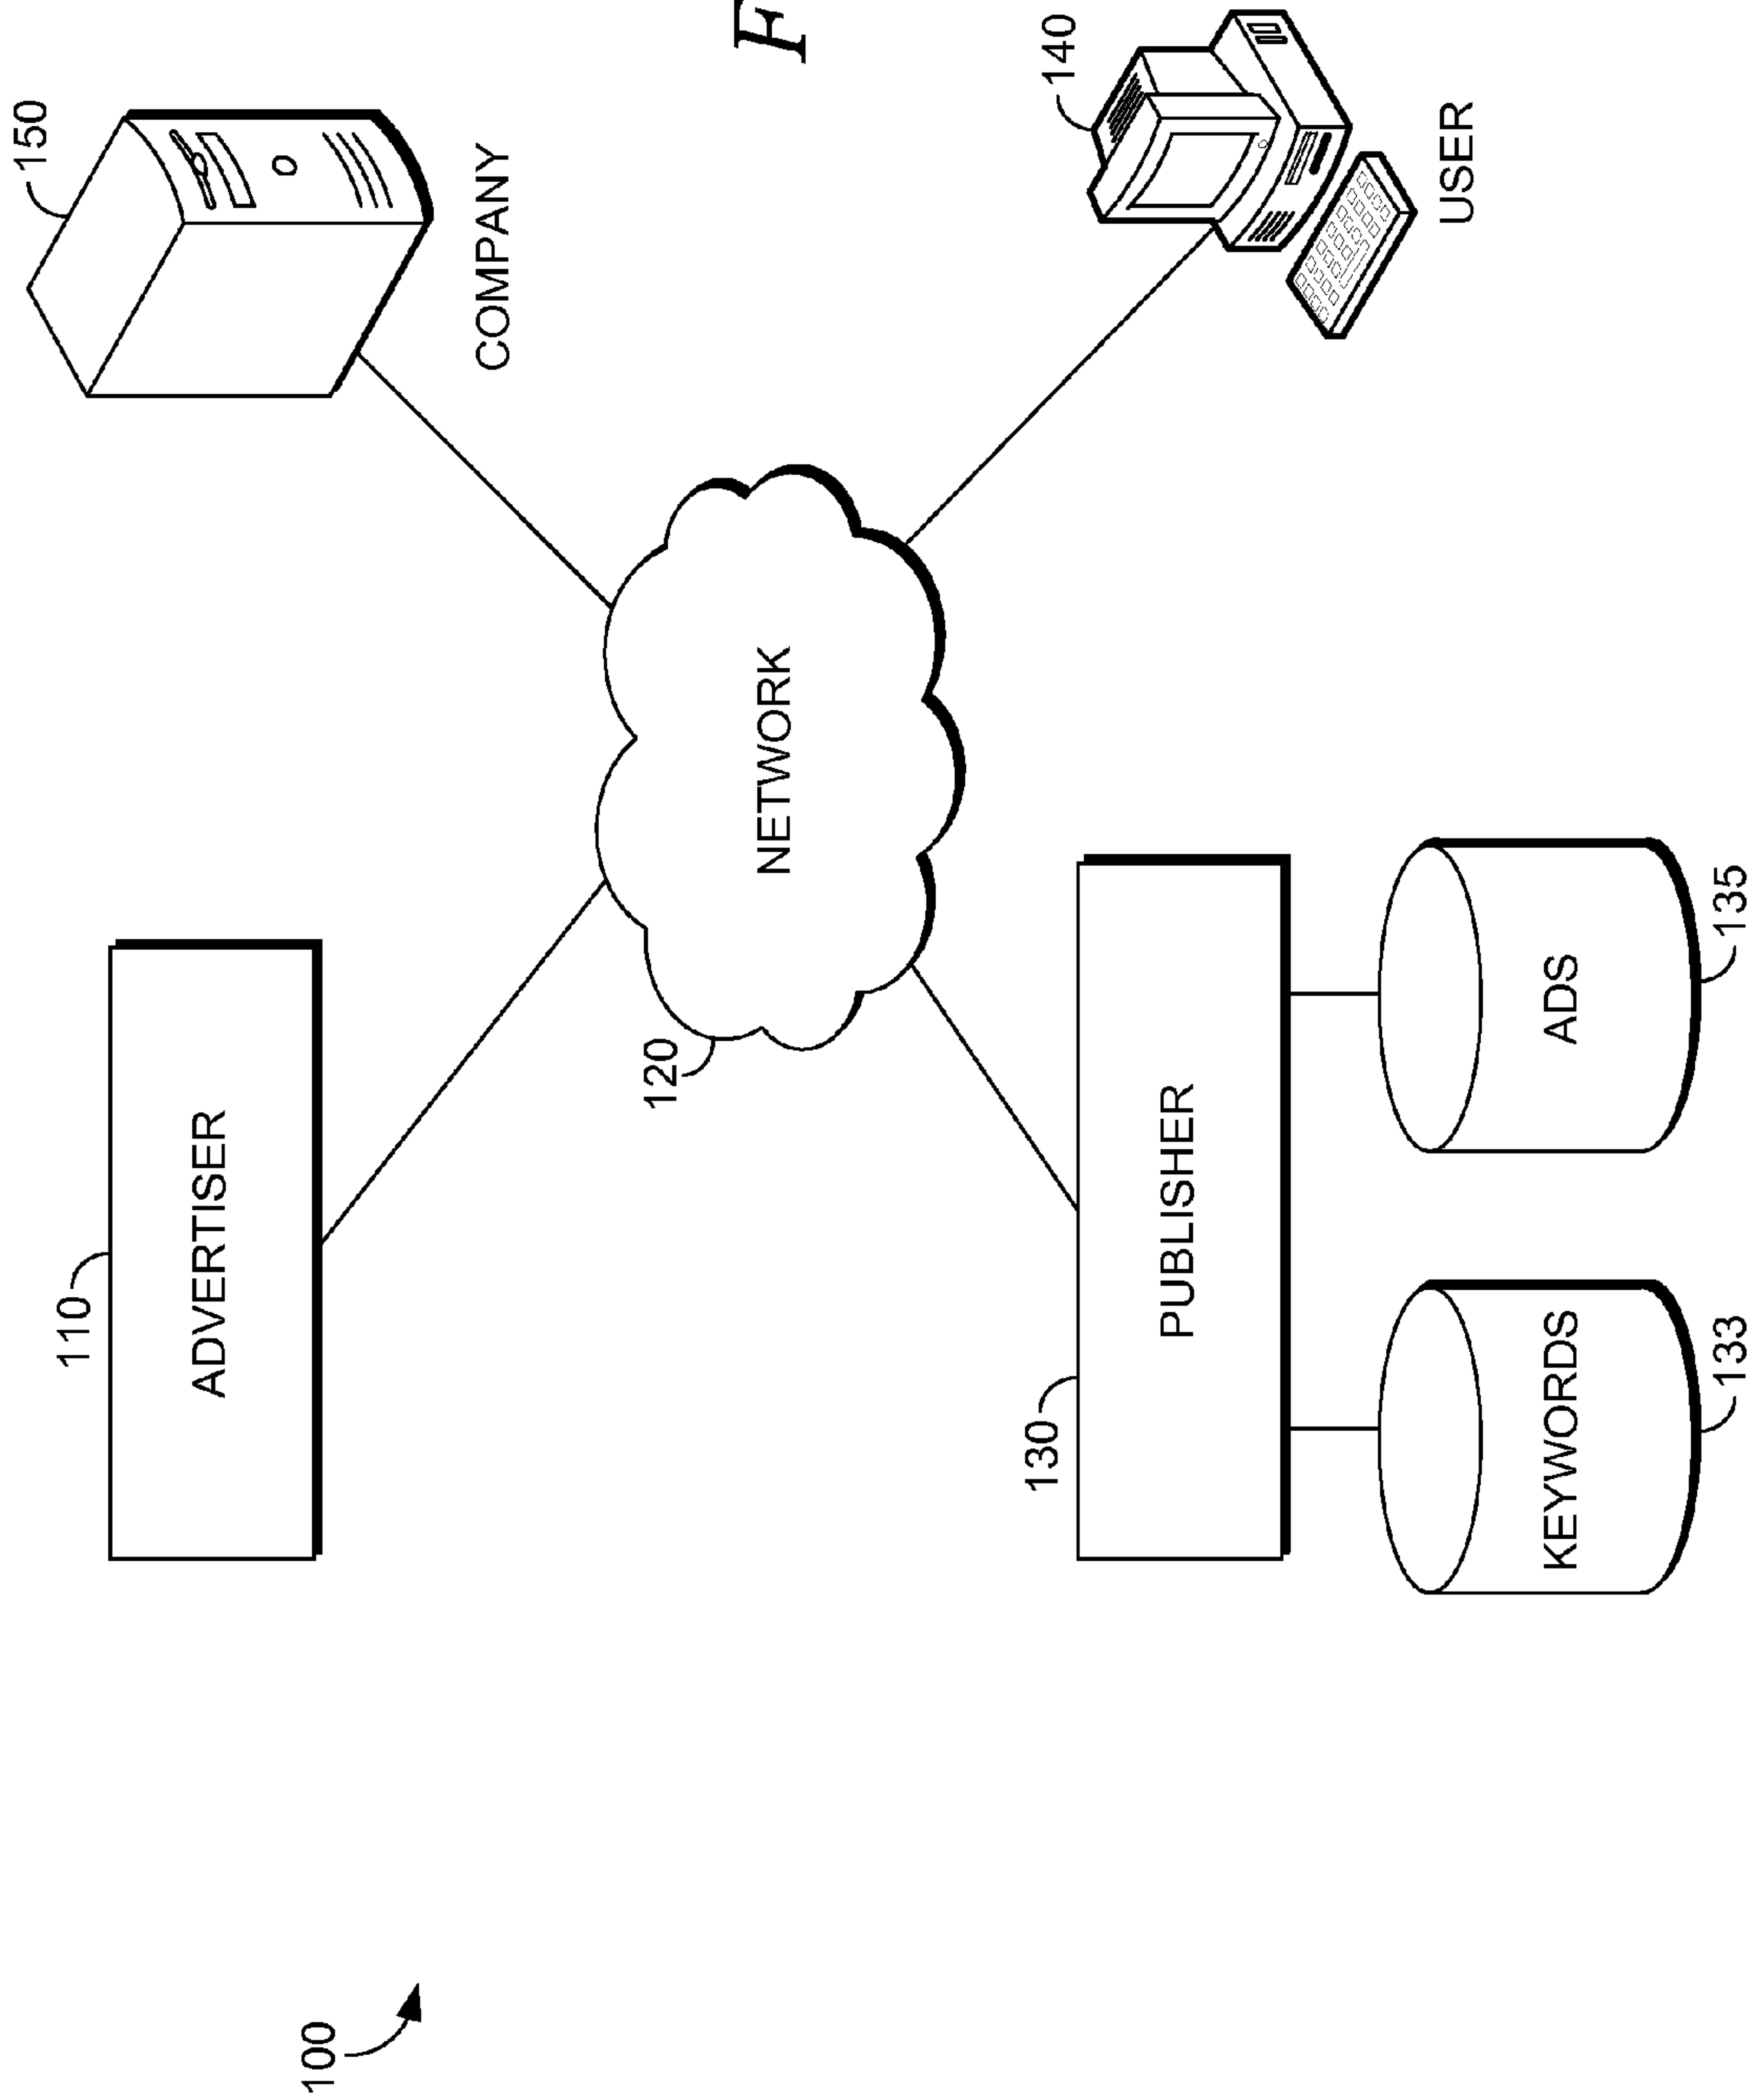 100
110
ADVERTISER
150
COMPANY
120
NETWORK
130
PUBLISHER
140
USER
KEYWORDS
133
ADS
135
F